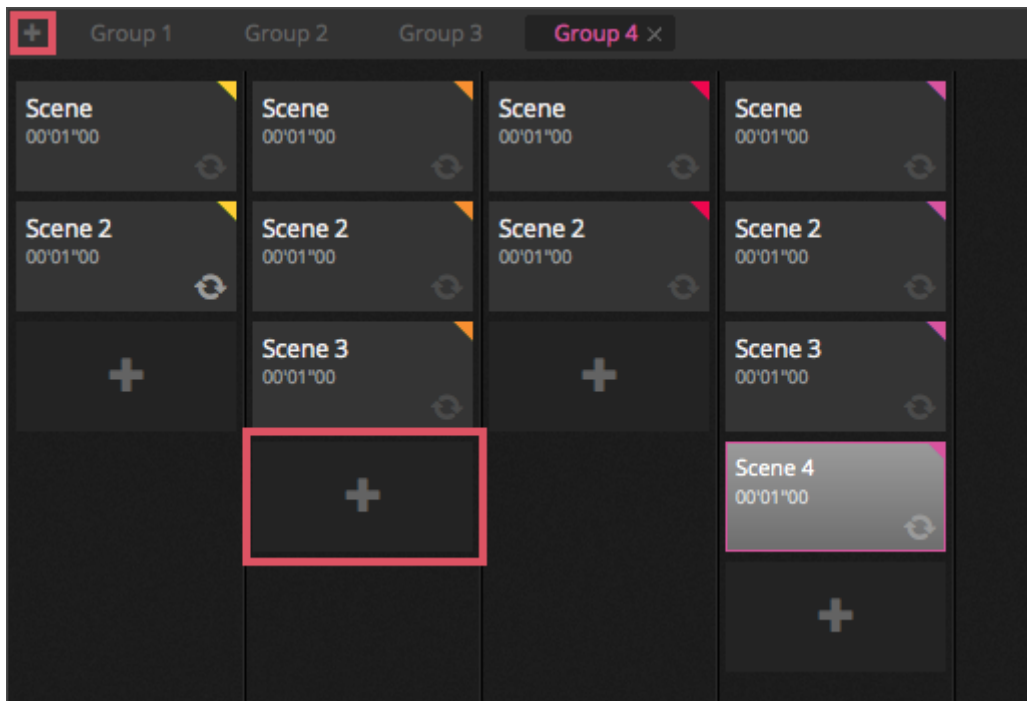 Group 1 Group 2 Group 3 Group 4
Scene Scene Scene Scene
00'01"00 00'01"00 00'01"00 00'01"00
Scene 2 Scene 2 Scene 2 Scene 2
00'01"00 00'01"00 00'01"00 00'01"00
Scene 3 Scene 3
00'01"00 00'01"00
Scene 4
00'01"00